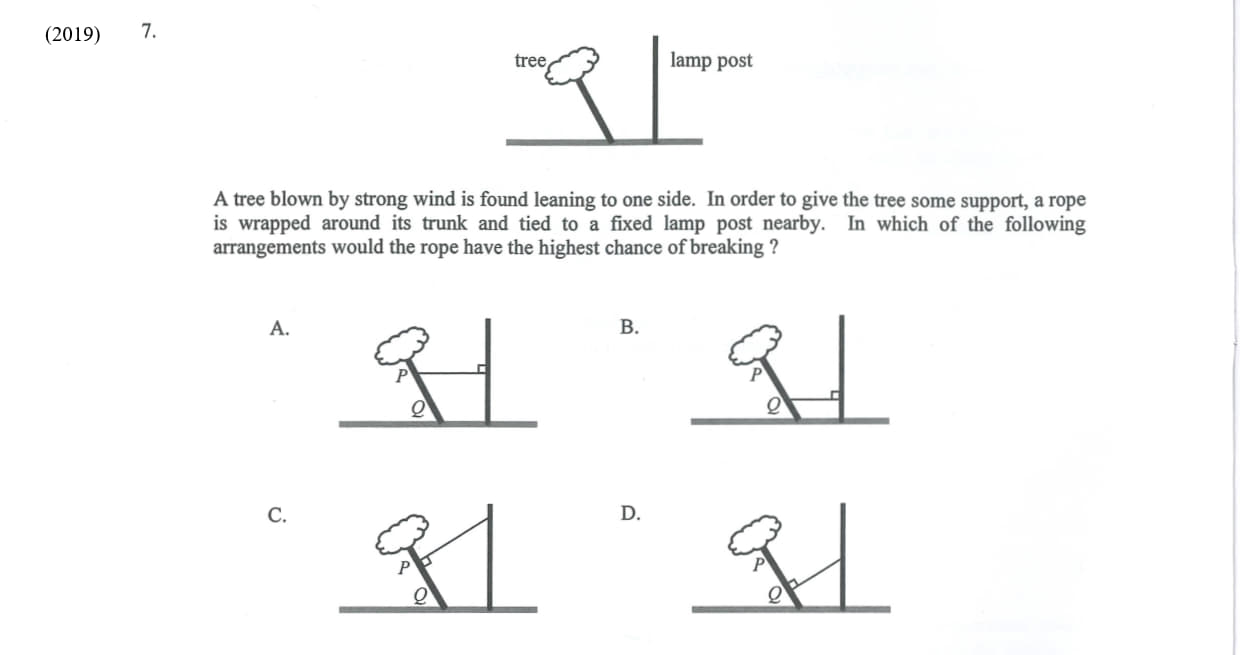 (2019) 7.
tree
lamp post
A tree blown by strong wind is found leaning to one side. In order to give the tree some support, a rope
is wrapped around its trunk and tied to a fixed lamp post nearby. In which of the following
arrangements would the rope have the highest chance of breaking ?
A.
P
Q
B.
P
Q
C.
P
Q
D.
P
Q